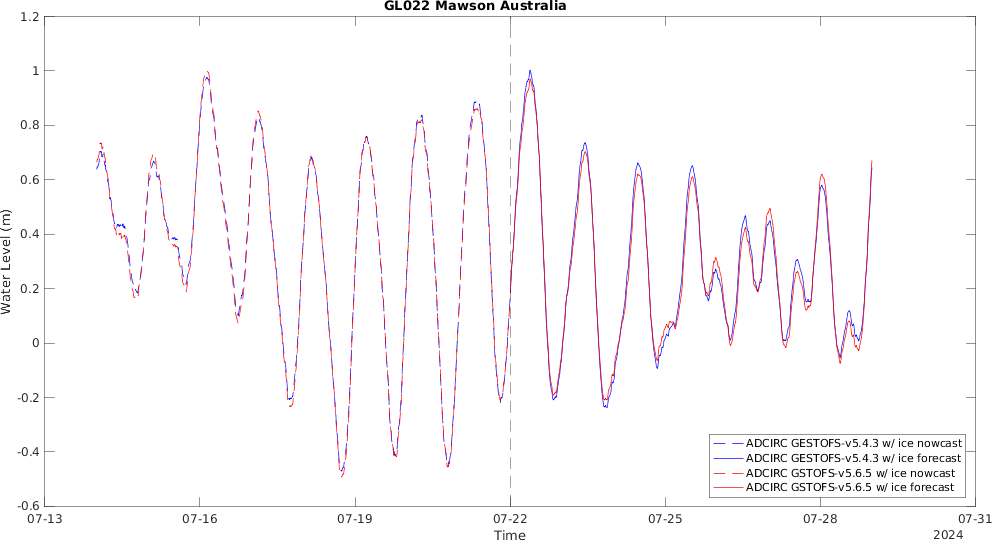 GL022 Mawson Australia
1.2
1
0.8
0.6
0.4
0.2
0
-0.2
-0.4
-0.6
Water Level (m)
ADCIRC GESTOFS-v5.4.3 w/ ice nowcast
ADCIRC GESTOFS-v5.4.3 w/ ice forecast
ADCIRC GSTOFS-v5.6.5 w/ ice nowcast
ADCIRC GSTOFS-v5.6.5 w/ ice forecast
07-13 07-16 07-19 07-22 07-25 07-28 07-31
Time 2024